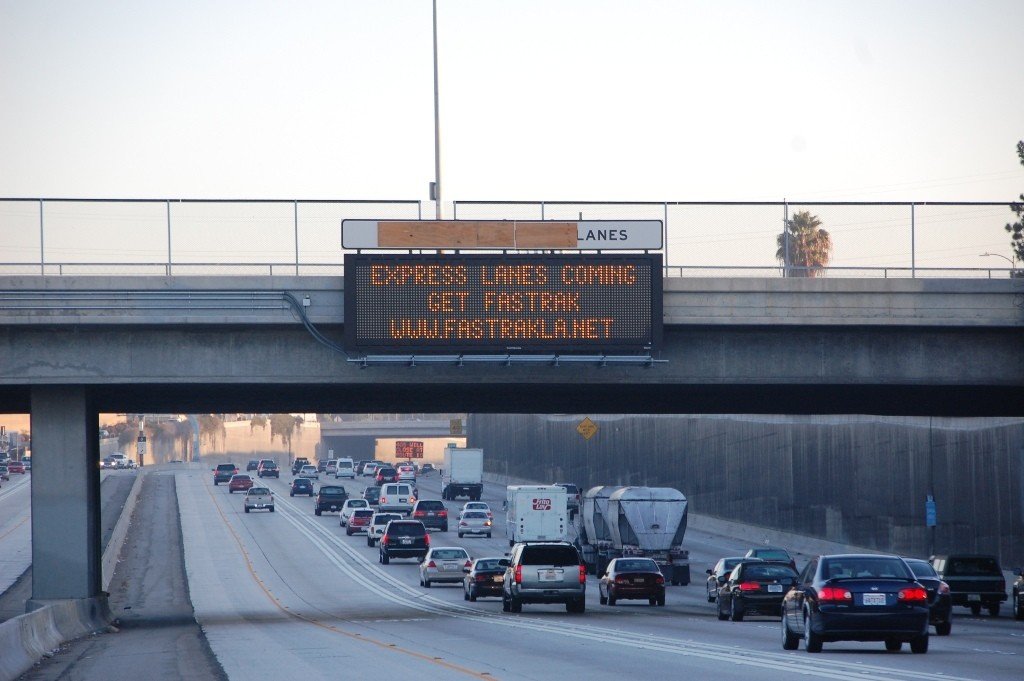 LANES
EXPRESS LANES COMING
GET FASTRAK
WWW.FASTRAKLA.NET